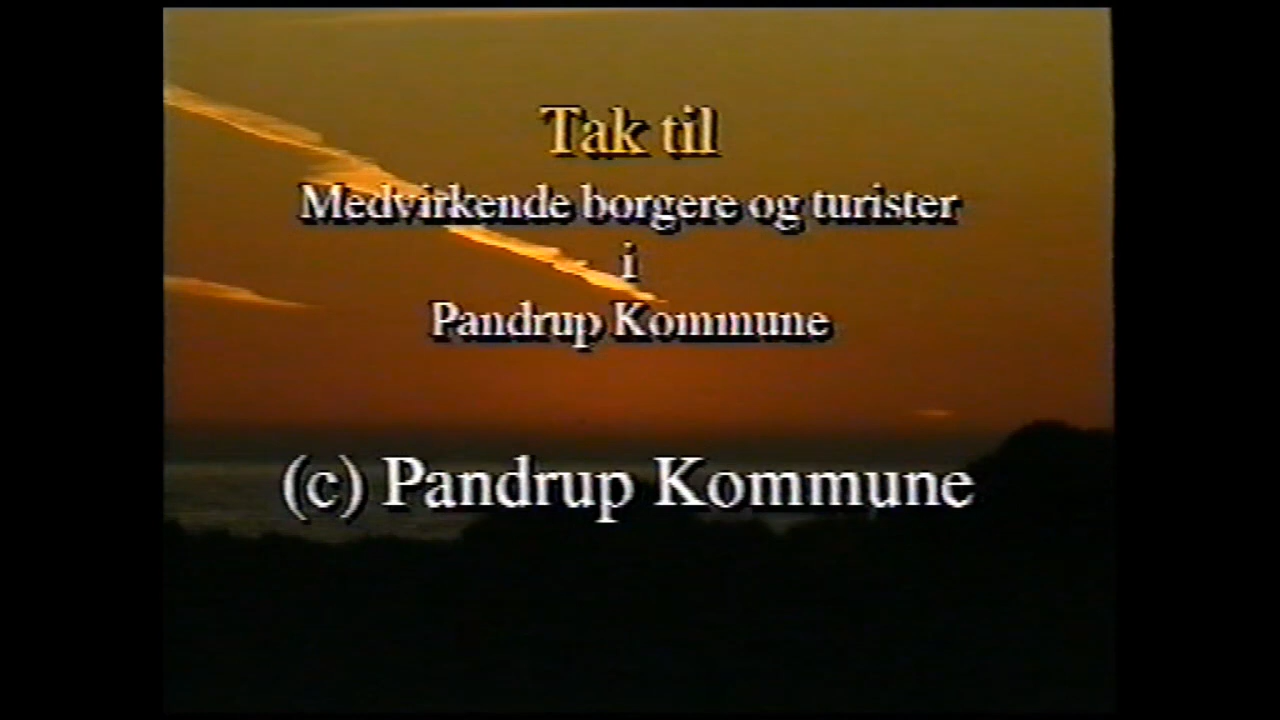 Tak til
Medvirkende borgere og turister
i
Pandrup Kommune
(c) Pandrup Kommune